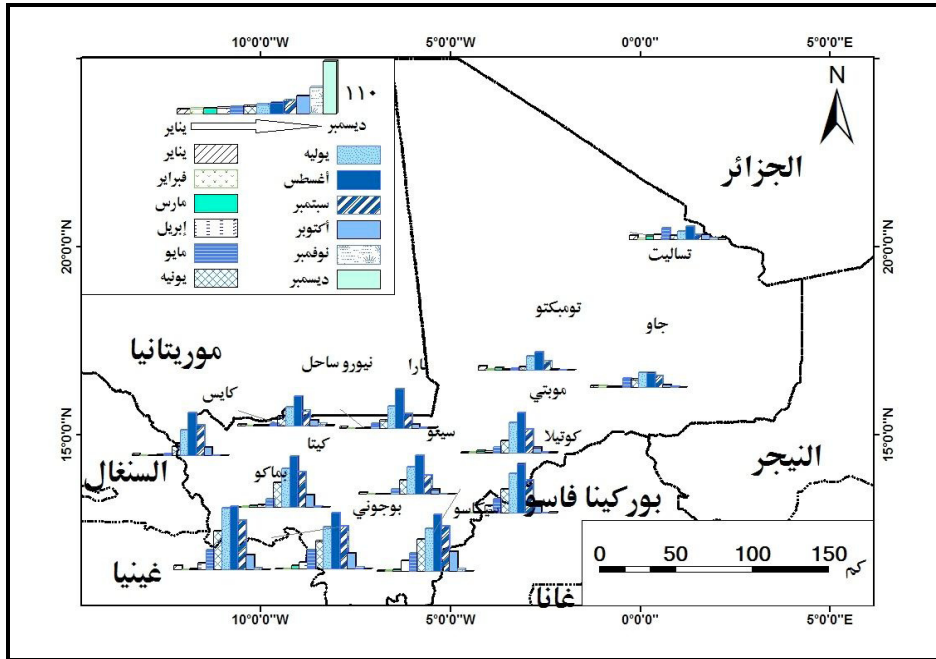 10°0'0"W 5°0'0"W 0°0'0" 5°0'0"E
N
١١٠
يناير ديسمبر
يناير يوليه
فبراير أغسطس
مارس سبتمبر
إبريل أكتوبر
مايو نوفمبر
يونيه ديسمبر
الجزائر
20°0'0"N 20°0'0"N
تساليت
تومبكتو
جاو
موريتانيا
نيورو ساحل
نارا
موبتي
كايس
15°0'0"N 15°0'0"N
سيغو
كوتيلا
كيتا
السنغال
النيجر
بماكو
بوركينا فاسو
بوجوني
سيكاسو
غينيا
0 50 100 150
كم
غانا
10°0'0"W 5°0'0"W 0°0'0" 5°0'0"E